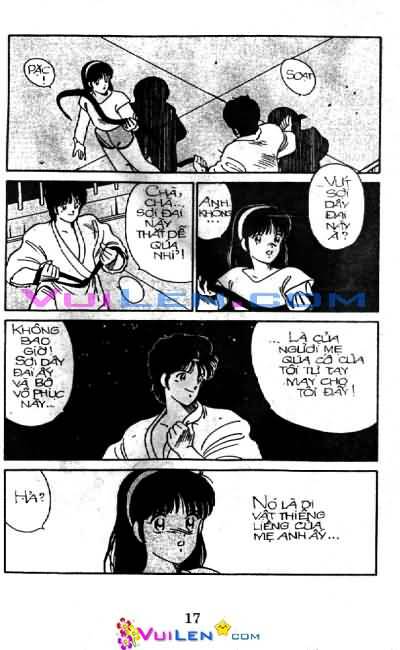 PẶC
!
SOẠT
CHÀ,
CHÀ...
SỢI ĐAI
NÀY
THẬT DỄ
QUÀ
NHỈ!
ANH
KHÔNG
...
VỨT
SỢI
DÂY
ĐAI
NÀY
À?
VUILEN.COM
KHÔNG
BAO
GIỜ!
SỢI DÂY
ĐAI ẤY
VÀ BỘ
VÕ PHỤC
NÀY...
... LÀ CỦA
NGƯỜI MẸ
QUÁ CỐ CỦA
TÔI TỰ TAY
MAY CHO
TÔI ĐẤY!
HẢ?
NÓ LÀ DI
VẬT THIÊNG
LIÊNG CỦA
MẸ ANH ẤY...
17
VUILEN.COM